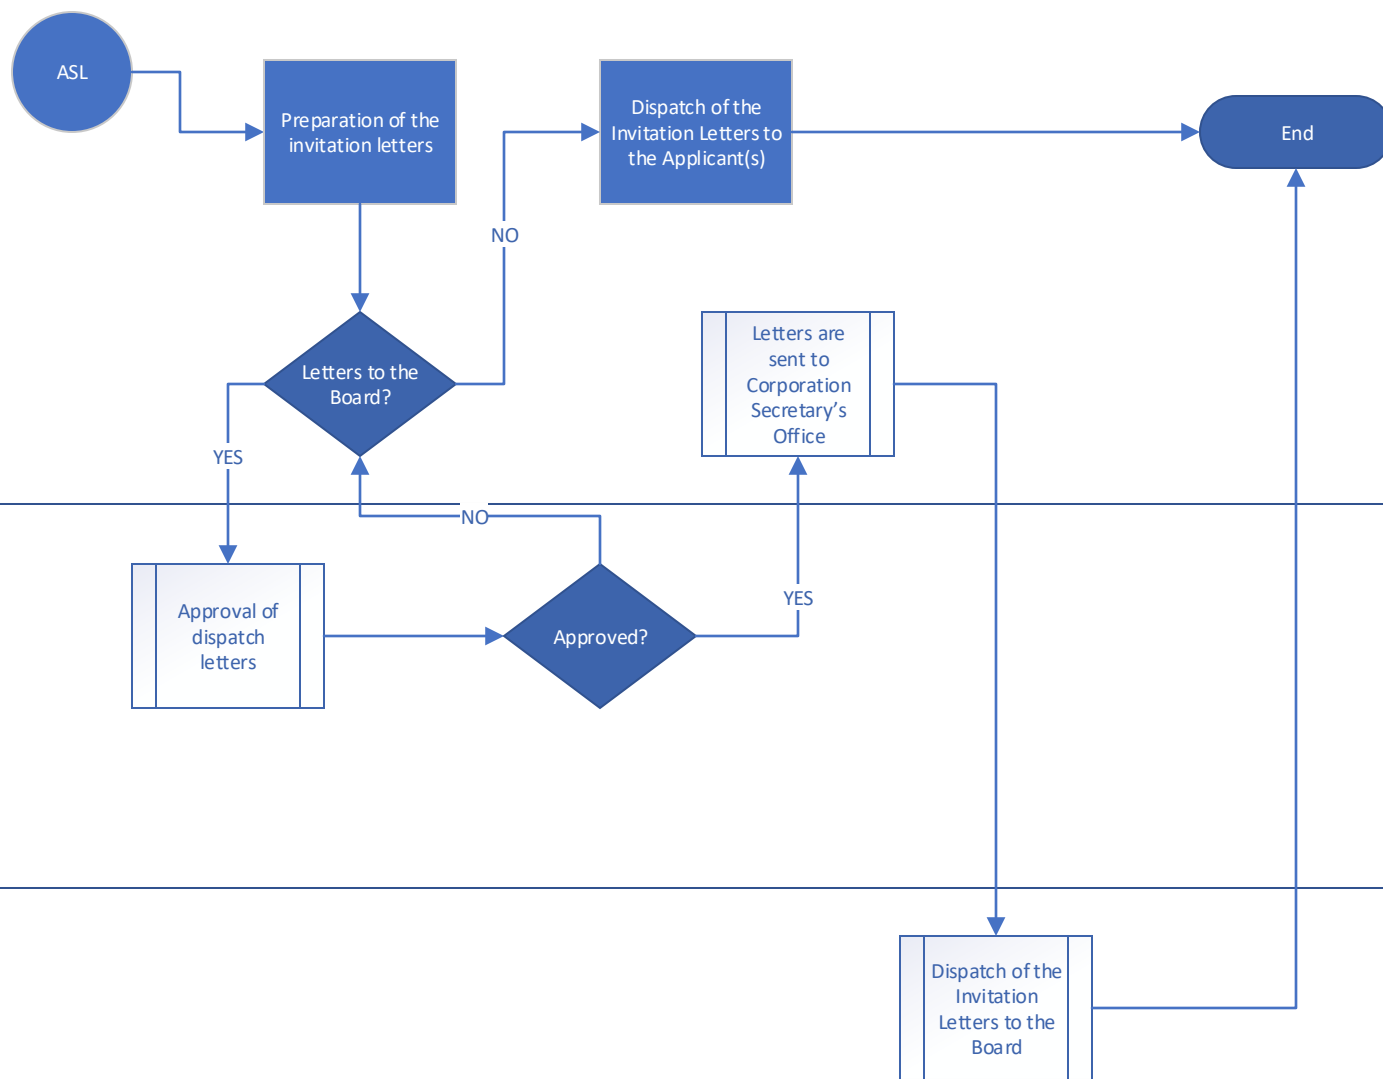 ASL
Preparation of the
invitation letters
Dispatch of the
Invitation Letters to
the Applicant(s)
End
NO
Letters to the
Board?
Letters are
sent to
Corporation
Secretary’s
Office
YES
NO
Approval of
dispatch
letters
Approved?
YES
Dispatch of the
Invitation
Letters to the
Board